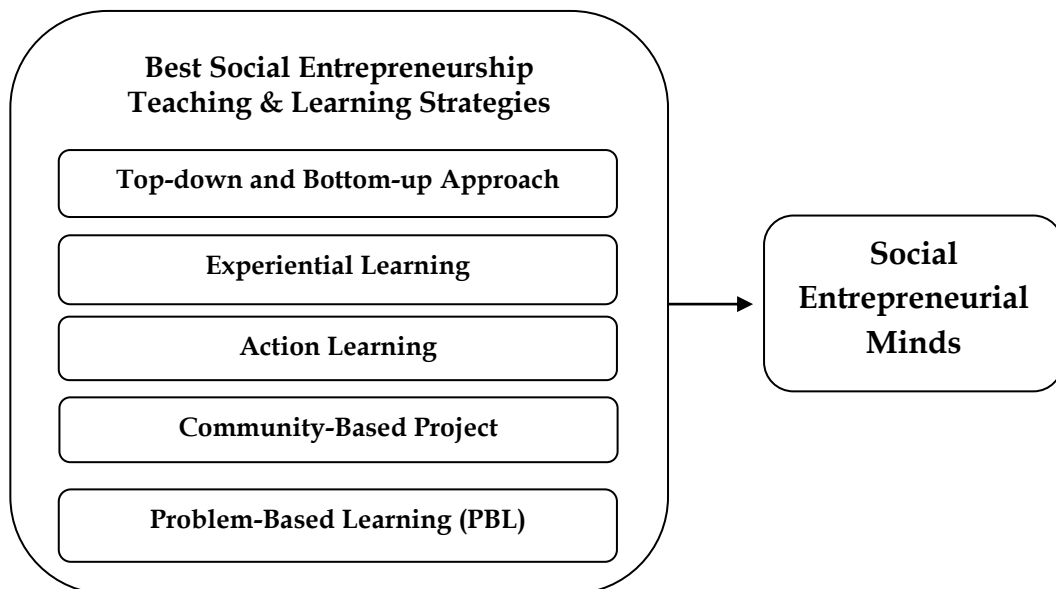 Best Social Entrepreneurship
Teaching & Learning Strategies
Top-down and Bottom-up Approach
Experiential Learning
Action Learning
Community-Based Project
Problem-Based Learning (PBL)
Social
Entrepreneurial
Minds